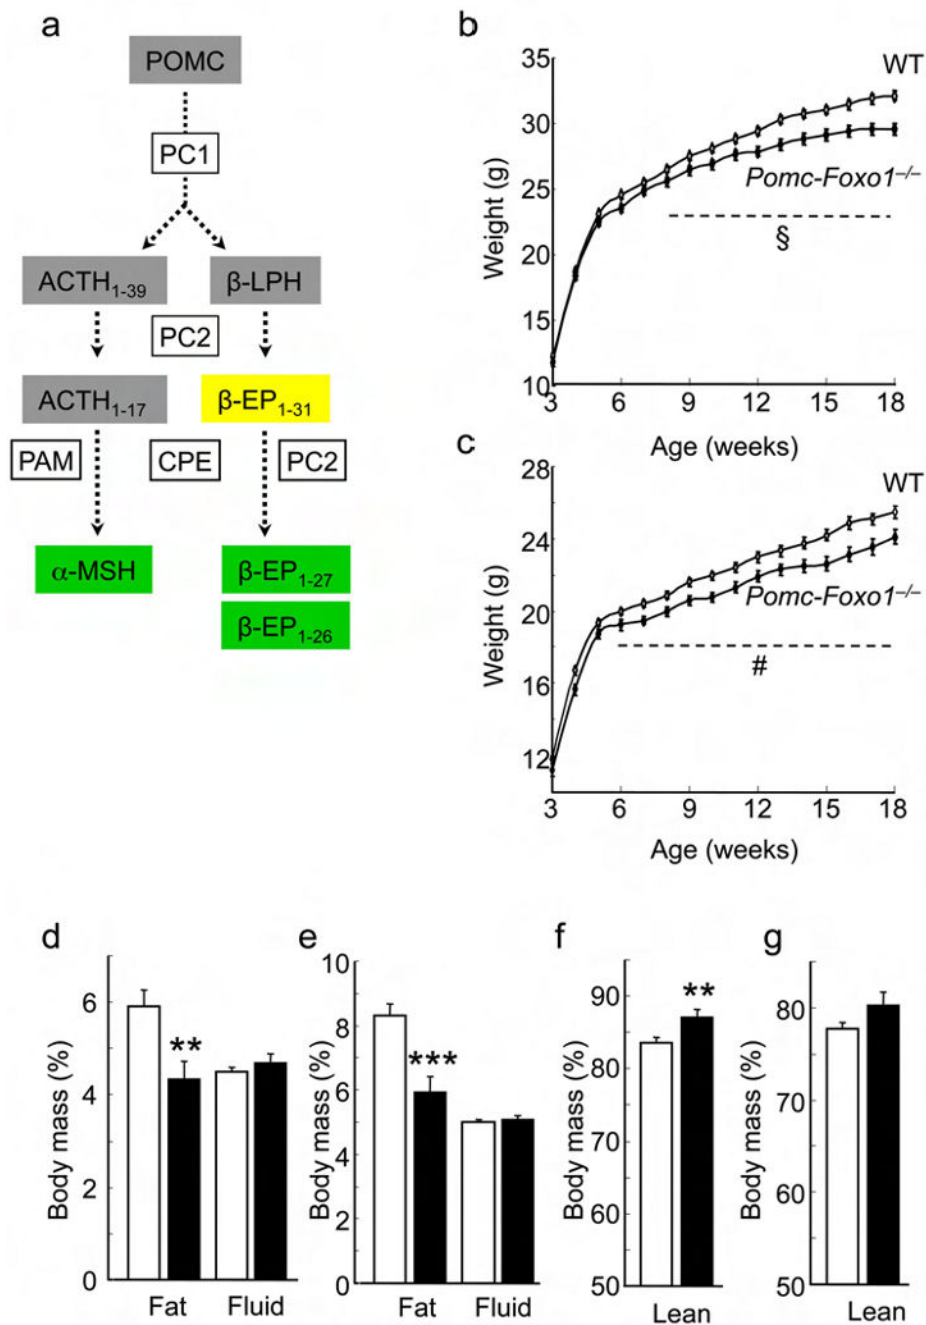 a
POMC
PC1
ACTH1-39 β-LPH
PC2
ACTH1-17 β-EP1-31
PAM CPE PC2
α-MSH β-EP1-27
β-EP1-26
b
35
30
25
20
15
10
Weight (g)
WT
Pomc-Foxo1–/–
§
3 6 9 12 15 18
Age (weeks)
c
28
24
20
16
12
Weight (g)
WT
Pomc-Foxo1–/–
#
3 6 9 12 15 18
Age (weeks)
d
6
4
2
0
Body mass (%)
**
Fat Fluid
e
10
8
6
4
2
0
Body mass (%)
***
Fat Fluid
f
90
80
70
60
50
Body mass (%)
**
Lean
g
80
70
60
50
Body mass (%)
Lean